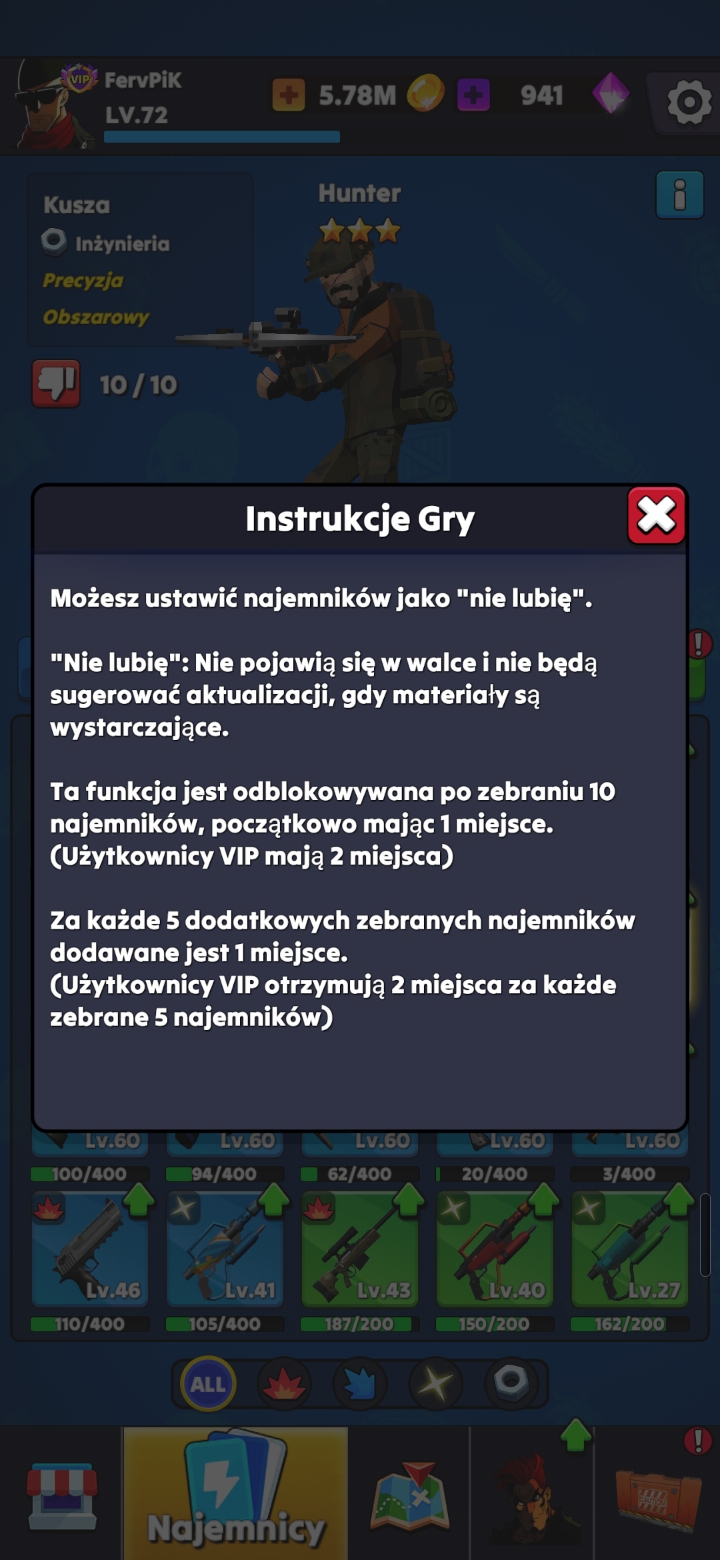 VIP
FervPiK
LV.72
5.78M
941
Kusza
Inżynieria
Precyzja
Obszarowy
Hunter
10 / 10
Instrukcje Gry
Możesz ustawić najemników jako "nie lubię".
"Nie lubię": Nie pojawią się w walce i nie będą
sugerować aktualizacji, gdy materiały są
wystarczające.
Ta funkcja jest odblokowywana po zebraniu 10
najemników, początkowo mając 1 miejsce.
(Użytkownicy VIP mają 2 miejsca)
Za każde 5 dodatkowych zebranych najemników
dodawane jest 1 miejsce.
(Użytkownicy VIP otrzymują 2 miejsca za każde
zebrane 5 najemników)
Lv.60 Lv.60 Lv.60 Lv.60 Lv.60
100/400 94/400 62/400 20/400 3/400
Lv.46 Lv.41 Lv.43 Lv.40 Lv.27
110/400 105/400 187/200 150/200 162/200
ALL
Najemnicy